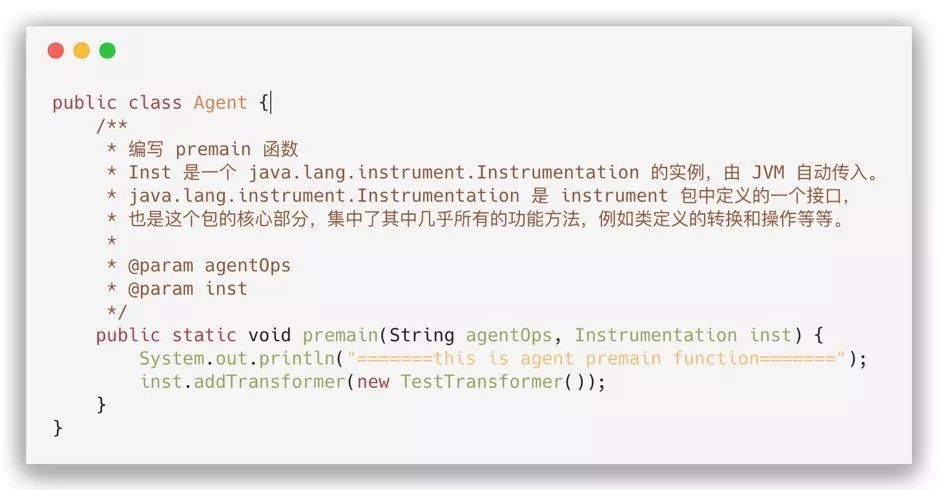 public class Agent {
    /**
     * 编写 premain 函数
     * Inst 是一个 java.lang.instrument.Instrumentation 的实例，由 JVM 自动传入。
     * java.lang.instrument.Instrumentation 是 instrument 包中定义的一个接口，
     * 也是这个包的核心部分，集中了其中几乎所有的功能方法，例如类定义的转换和操作等等。
     *
     * @param agentOps
     * @param inst
     */
    public static void premain(String agentOps, Instrumentation inst) {
        System.out.println("=======this is agent premain function=======");
        inst.addTransformer(new TestTransformer());
    }
}